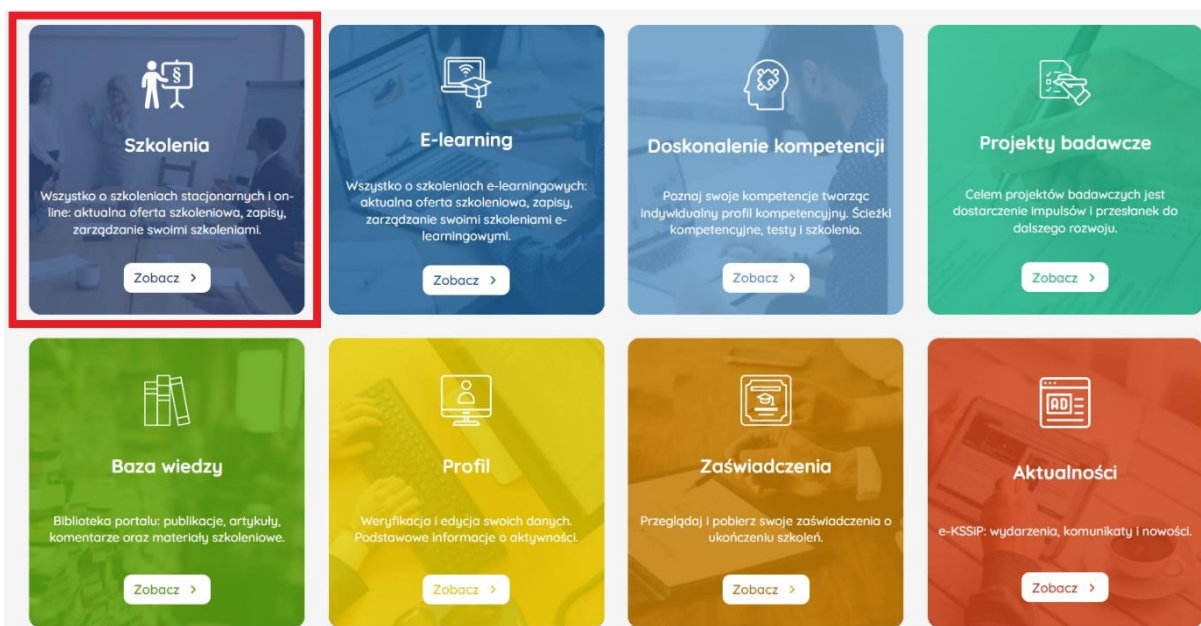 §
Szkolenia
Wszystko o szkoleniach stacjonarnych i on-
line: aktualna oferta szkoleniowa, zapisy,
zarządzanie swoimi szkoleniami.
Zobacz >
E-learning
Wszystko o szkoleniach e-learningowych:
aktualna oferta szkoleniowa, zapisy,
zarządzanie swoimi szkoleniami e-
learningowymi.
Zobacz >
Doskonalenie kompetencji
Poznaj swoje kompetencje tworząc
indywidualny profil kompetencyjny. Ścieżki
kompetencyjne, testy i szkolenia.
Zobacz >
Projekty badawcze
Celem projektów badawczych jest
dostarczenie impulsów i przesłanek do
dalszego rozwoju.
Zobacz >
Baza wiedzy
Biblioteka portalu: publikacje, artykuły,
komentarze oraz materiały szkoleniowe.
Zobacz >
Profil
Weryfikacja i edycja swoich danych.
Podstawowe informacje o aktywności.
Zobacz >
Zaświadczenia
Przeglądaj i pobierz swoje zaświadczenia o
ukończeniu szkoleń.
Zobacz >
AD
Aktualności
e-KSSiP: wydarzenia, komunikaty i nowości.
Zobacz >